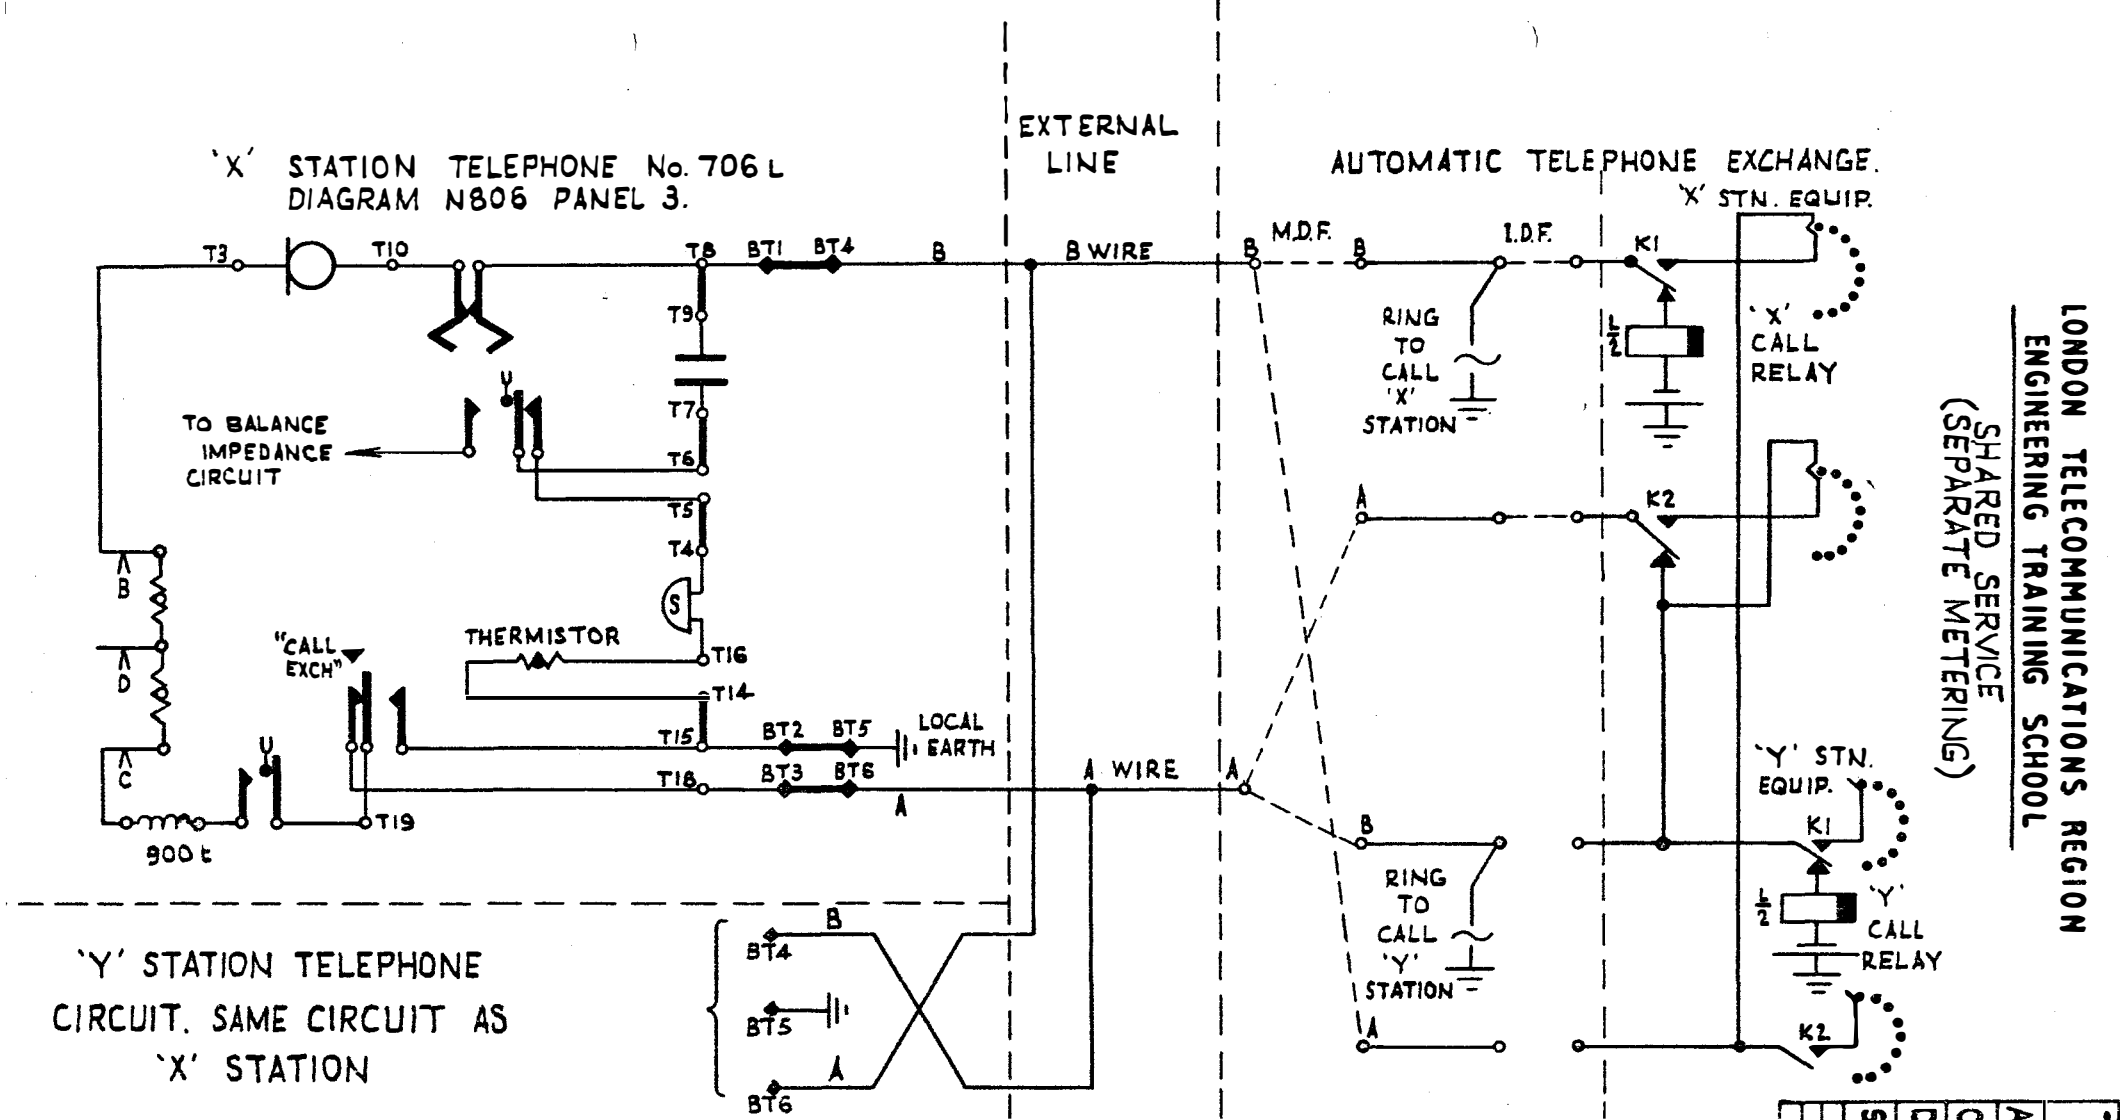 EXTERNAL
LINE
'X' STATION TELEPHONE No. 706 L
DIAGRAM N806 PANEL 3.
AUTOMATIC TELEPHONE EXCHANGE.
'X' STN. EQUIP.
T3
T10
T8
BT1
BT4
B
B WIRE
B
M.D.F.
B
I.D.F.
K1
T9
RING
TO
CALL
'X'
STATION
L/2
'X'
CALL
RELAY
U
T7
TO BALANCE
IMPEDANCE
CIRCUIT
T6
T5
T4
A
K2
B
S
THERMISTOR
T16
D
"CALL
EXCH"
T14
T15
BT2
BT5
LOCAL
EARTH
C
U
T18
BT3
BT6
A
A WIRE
A
T19
900 t
'Y' STN.
EQUIP.
B
K1
RING
TO
CALL
'Y'
STATION
L/2
'Y'
CALL
RELAY
'Y' STATION TELEPHONE
CIRCUIT. SAME CIRCUIT AS
'X' STATION
B
BT4
BT5
A
BT6
A
K2
LONDON TELECOMMUNICATIONS REGION
ENGINEERING TRAINING SCHOOL
SHARED SERVICE
(SEPARATE METERING)